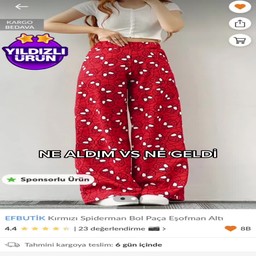 KARGO
BEDAVA
YILDIZLI
ÜRÜN
NE ALDIM VS NE GELDİ
Sponsorlu Ürün
EFBUTİK Kırmızı Spiderman Bol Paça Eşofman Altı
4.4 | 23 değerlendirme 8B
Tahmini kargoya teslim: 6 gün içinde